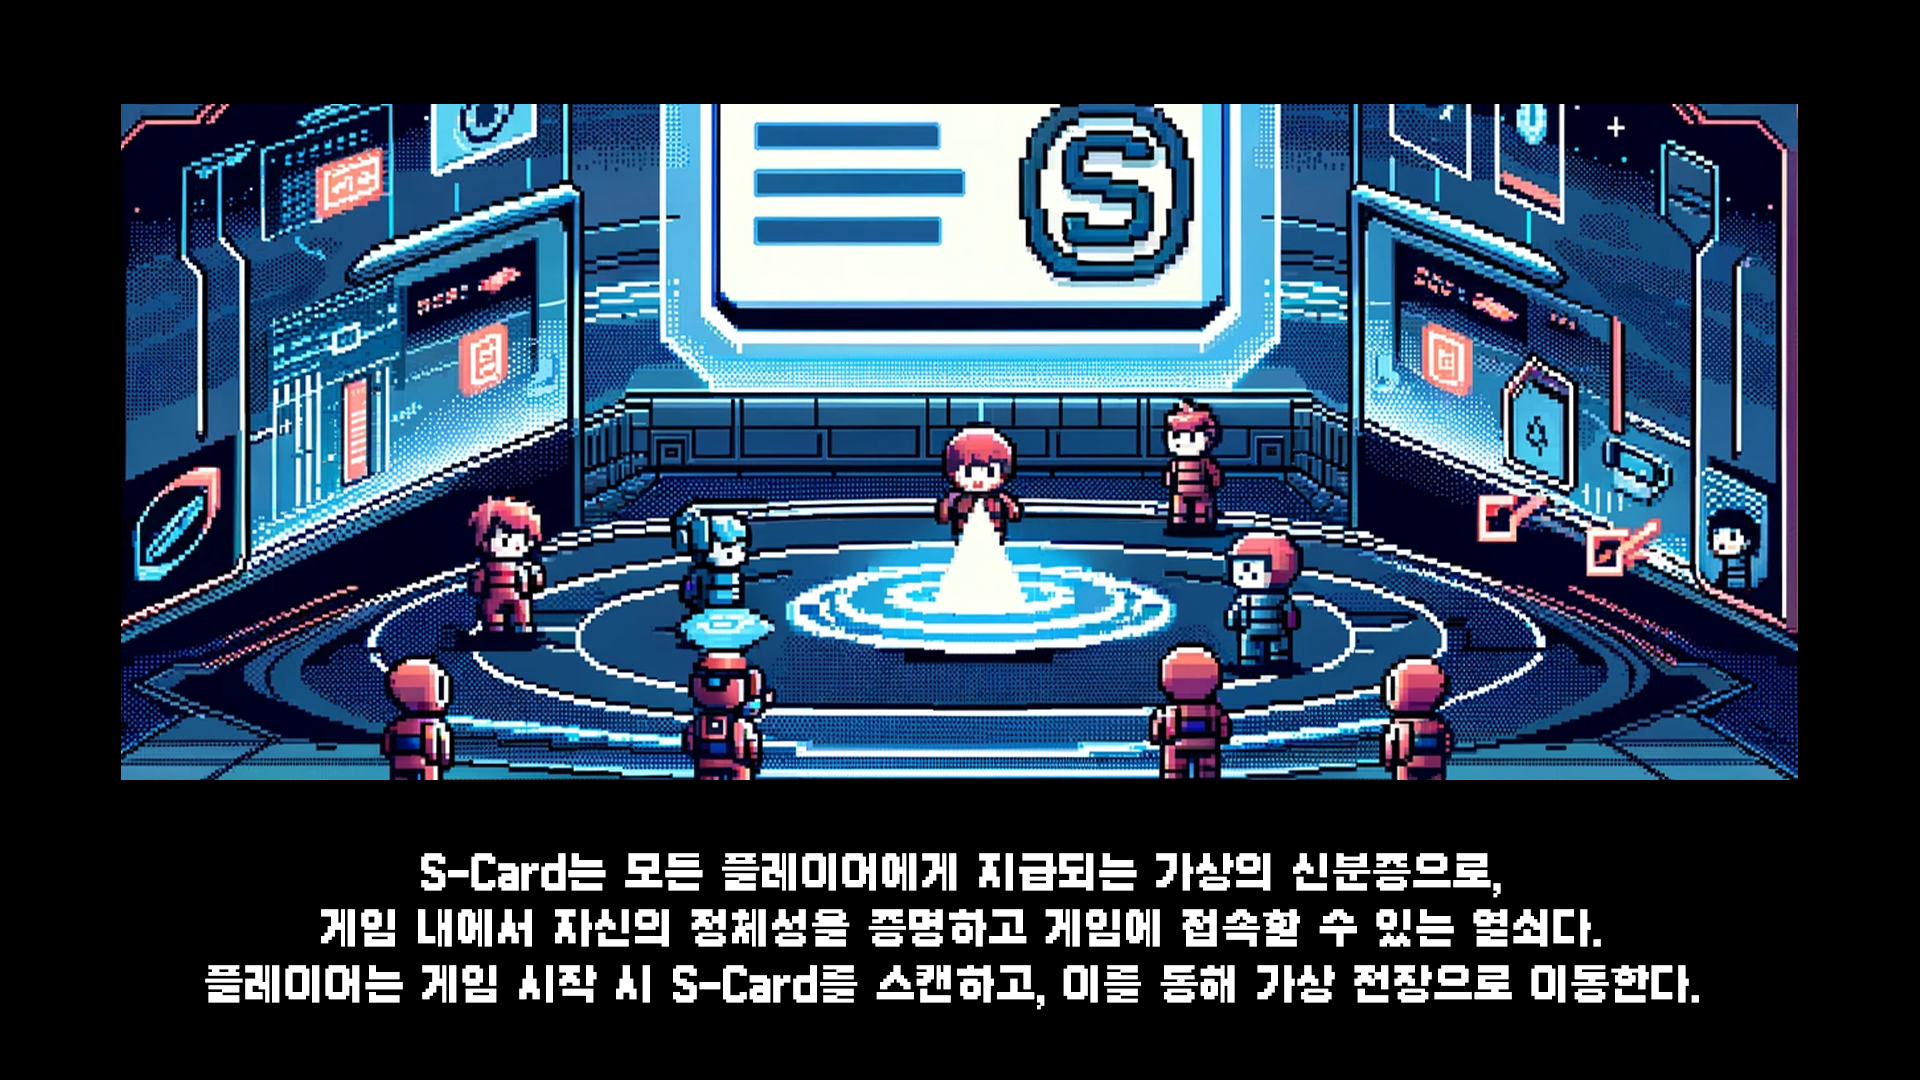 S
S-Card는 모든 플레이어에게 지급되는 가상의 신분증으로,
게임 내에서 자신의 정체성을 증명하고 게임에 접속할 수 있는 열쇠다.
플레이어는 게임 시작 시 S-Card를 스캔하고, 이를 통해 가상 전장으로 이동한다.